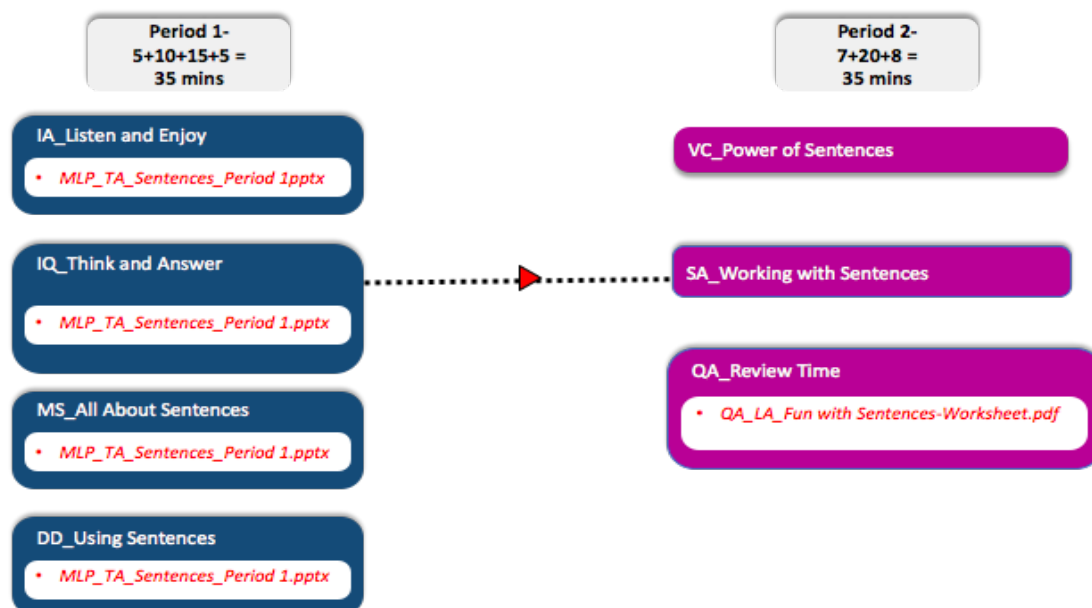 Period 1-
5+10+15+5 =
35 mins
IA_Listen and Enjoy
• MLP_TA_Sentences_Period 1pptx
IQ_Think and Answer
• MLP_TA_Sentences_Period 1.pptx
MS_All About Sentences
• MLP_TA_Sentences_Period 1.pptx
DD_Using Sentences
• MLP_TA_Sentences_Period 1.pptx
Period 2-
7+20+8 =
35 mins
VC_Power of Sentences
SA_Working with Sentences
QA_Review Time
• QA_LA_Fun with Sentences-Worksheet.pdf